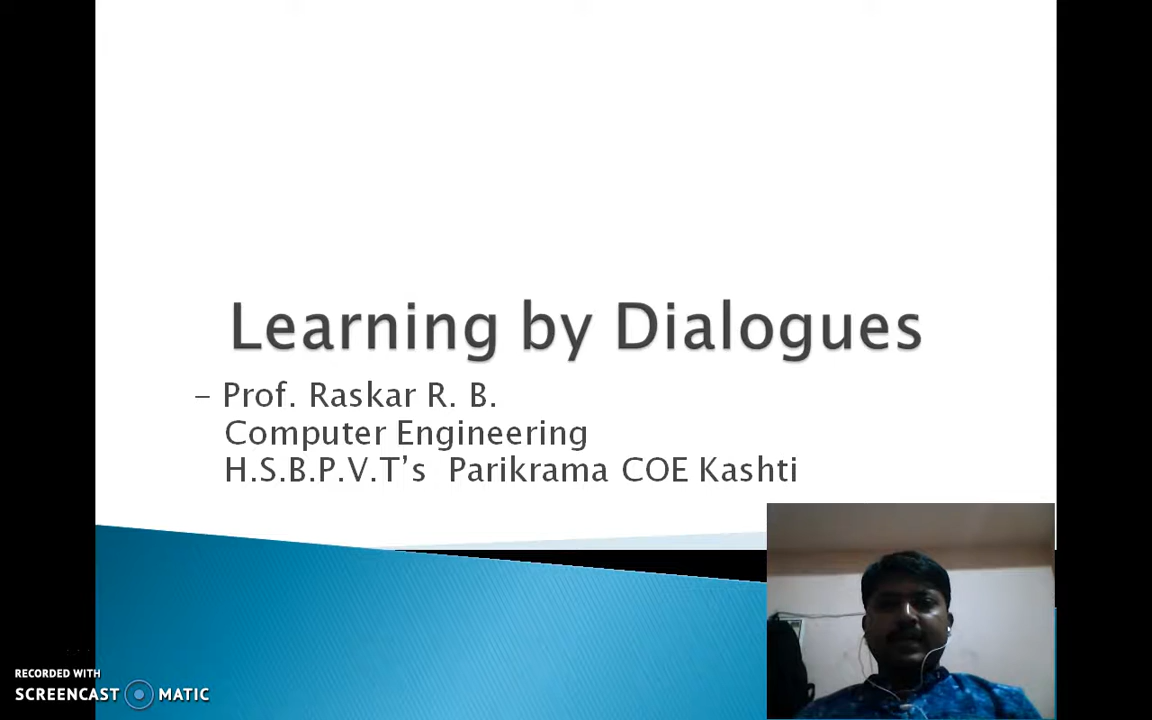 Learning by Dialogues
– Prof. Raskar R. B.
Computer Engineering
H.S.B.P.V.T’s Parikrama COE Kashti
RECORDED WITH
SCREENCAST MATIC